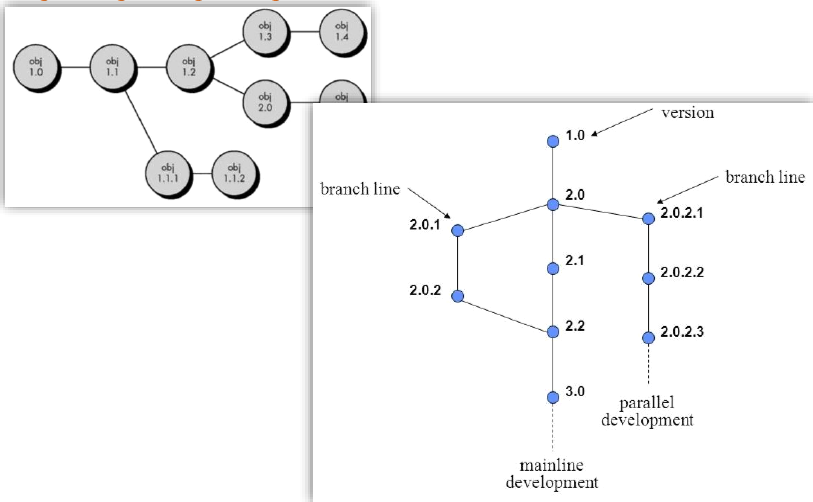 obj
1.0
obj
1.1
obj
1.2
obj
1.3
obj
1.4
obj
2.0
obj
obj
1.1.1
obj
1.1.2
version
1.0
branch line
branch line
2.0
2.0.1
2.0.2.1
2.1
2.0.2.2
2.0.2
2.2
2.0.2.3
3.0
parallel
development
mainline
development